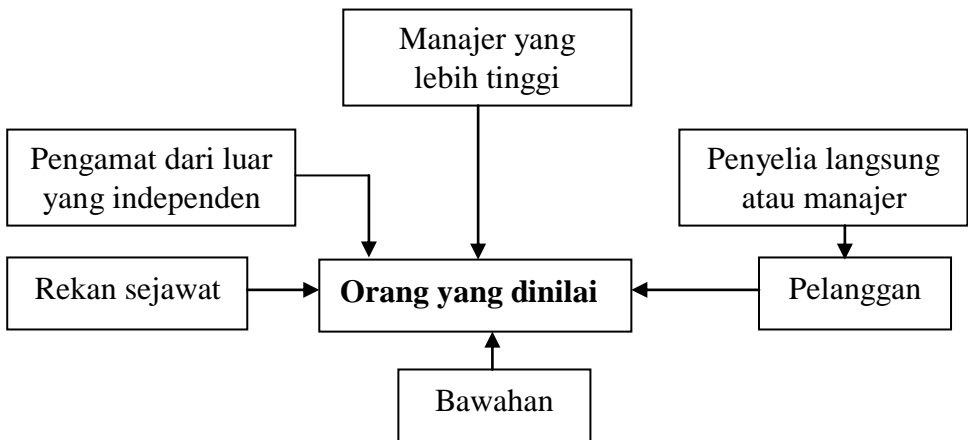 Manajer yang
lebih tinggi
Pengamat dari luar
yang independen
Penyelia langsung
atau manajer
Rekan sejawat
Orang yang dinilai
Pelanggan
Bawahan